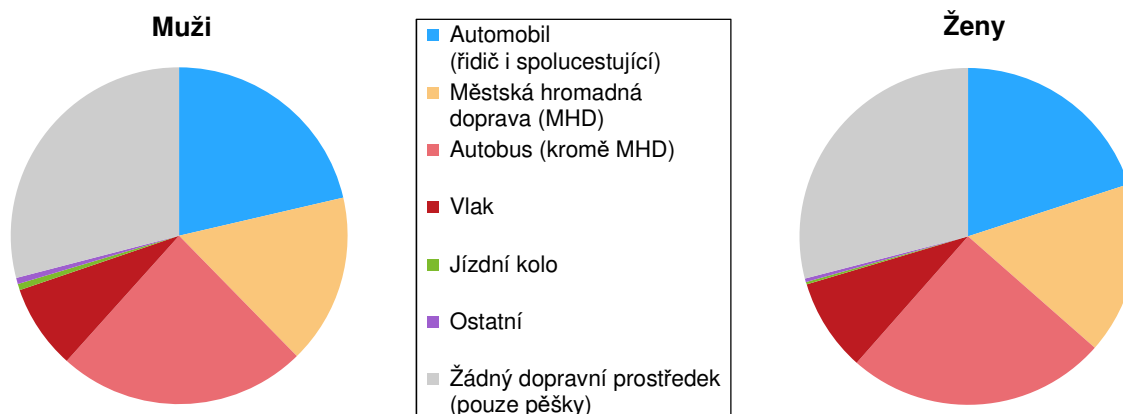 Muži
Automobil
(řidič i spolucestující)
Městská hromadná
doprava (MHD)
Autobus (kromě MHD)
Vlak
Jízdní kolo
Ostatní
Žádný dopravní prostředek
(pouze pěšky)
Ženy